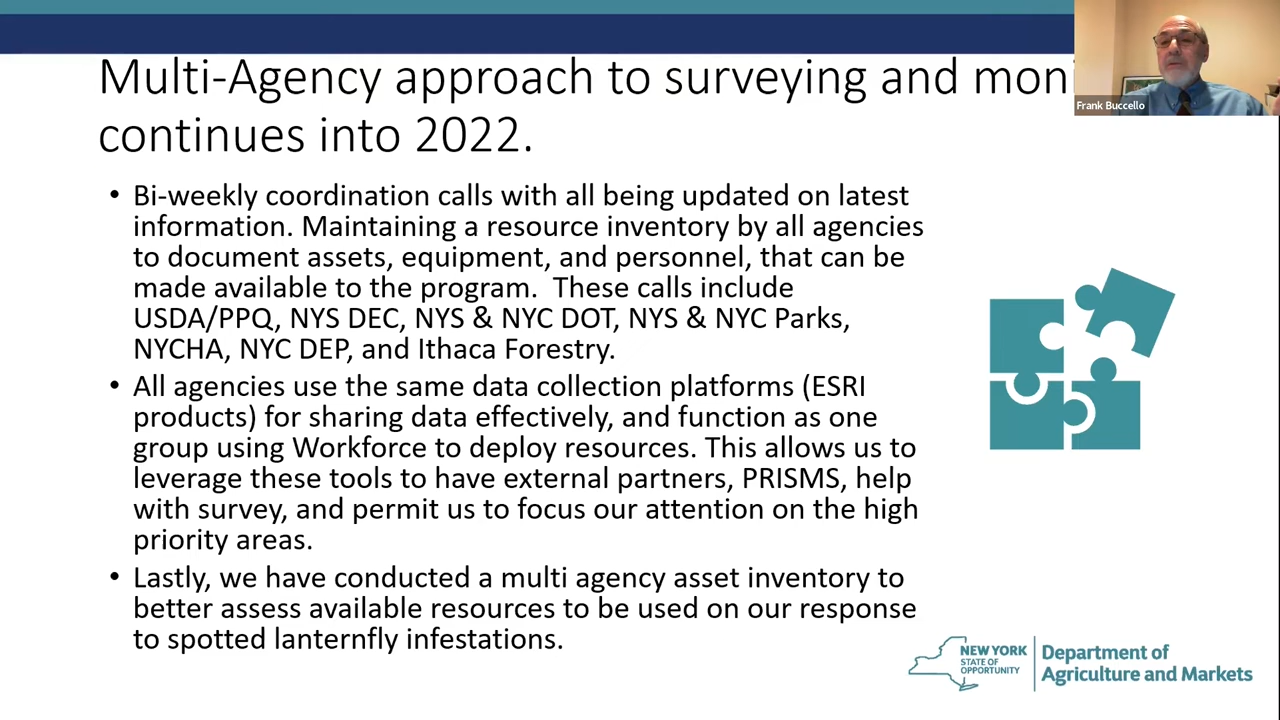 Multi-Agency approach to surveying and moni
continues into 2022.
Frank Buccello
• Bi-weekly coordination calls with all being updated on latest
information. Maintaining a resource inventory by all agencies
to document assets, equipment, and personnel, that can be
made available to the program.  These calls include
USDA/PPQ, NYS DEC, NYS & NYC DOT, NYS & NYC Parks,
NYCHA, NYC DEP, and Ithaca Forestry.
• All agencies use the same data collection platforms (ESRI
products) for sharing data effectively, and function as one
group using Workforce to deploy resources. This allows us to
leverage these tools to have external partners, PRISMS, help
with survey, and permit us to focus our attention on the high
priority areas.
• Lastly, we have conducted a multi agency asset inventory to
better assess available resources to be used on our response
to spotted lanternfly infestations.
NEW YORK
STATE OF
OPPORTUNITY
Department of
Agriculture and Markets